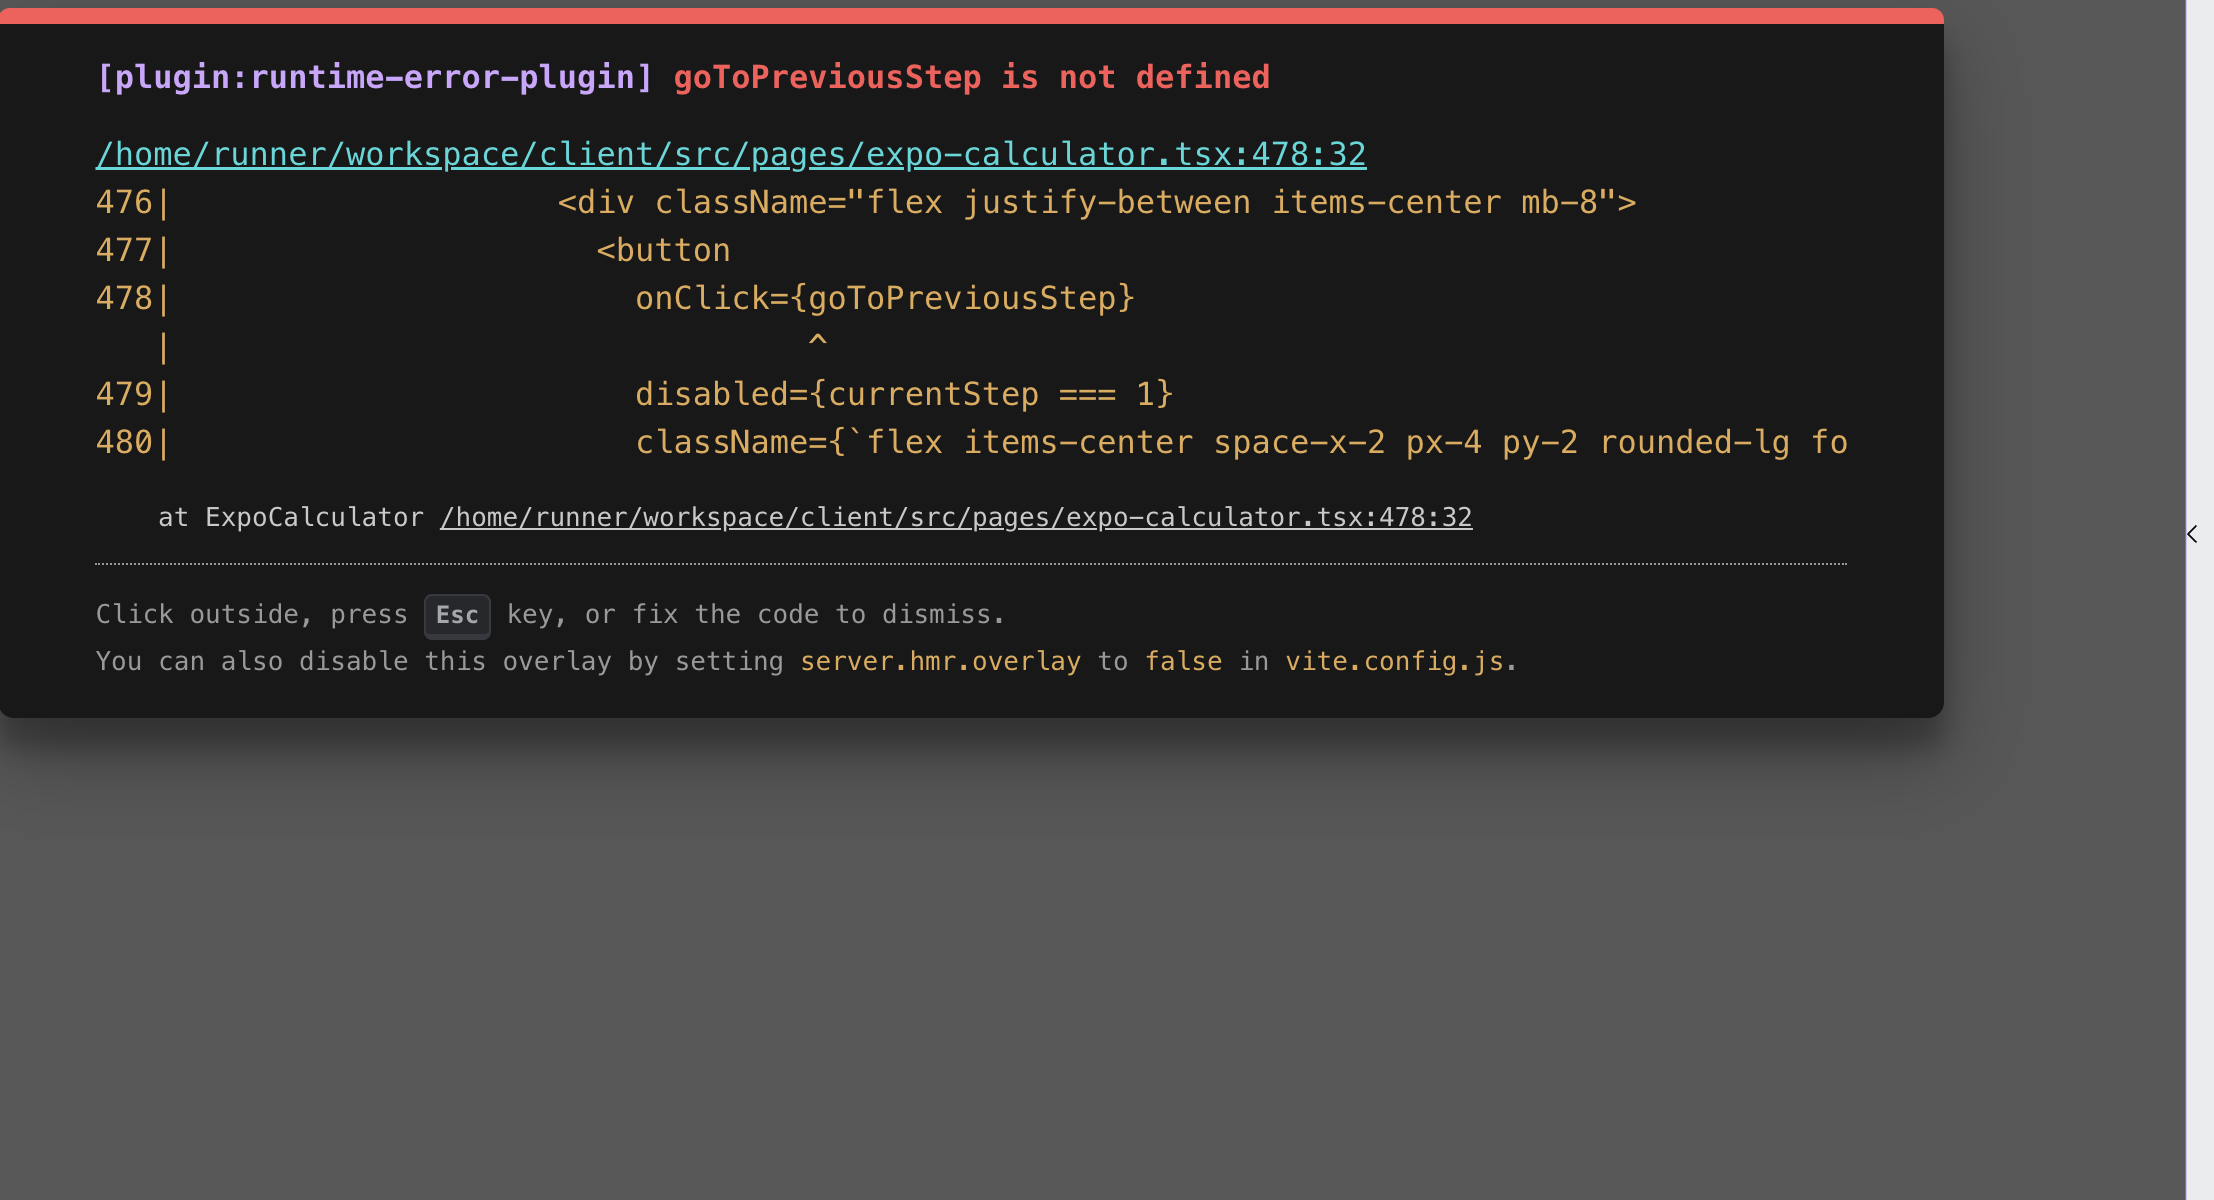 [plugin:runtime-error-plugin] goToPreviousStep is not defined
/home/runner/workspace/client/src/pages/expo-calculator.tsx:478:32
476|                    <div className="flex justify-between items-center mb-8">
477|                      <button
478|                        onClick={goToPreviousStep}
   |                                 ^
479|                        disabled={currentStep === 1}
480|                        className={`flex items-center space-x-2 px-4 py-2 rounded-lg fo
    at ExpoCalculator /home/runner/workspace/client/src/pages/expo-calculator.tsx:478:32
Click outside, press Esc key, or fix the code to dismiss.
You can also disable this overlay by setting server.hmr.overlay to false in vite.config.js.